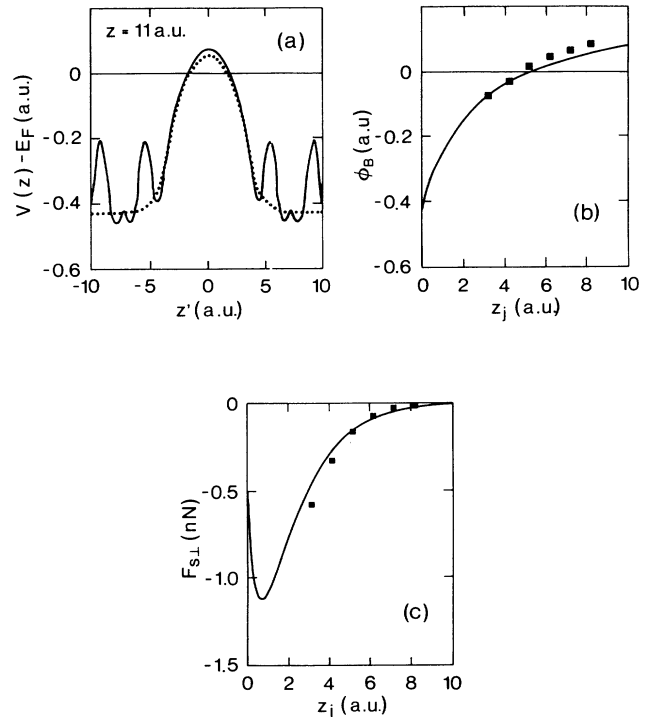 z = 11 a.u.
(a)
V(z) - E_F (a.u.)
0
-0.2
-0.4
-0.6
-10
-5
0
5
10
z' (a.u.)
ϕ_B (a.u)
0
-0.2
-0.4
-0.6
(b)
0
2
4
6
8
10
z_j (a.u.)
F_S⊥ (nN)
0
-0.5
-1.0
-1.5
(c)
0
2
4
6
8
10
z_j (a.u.)